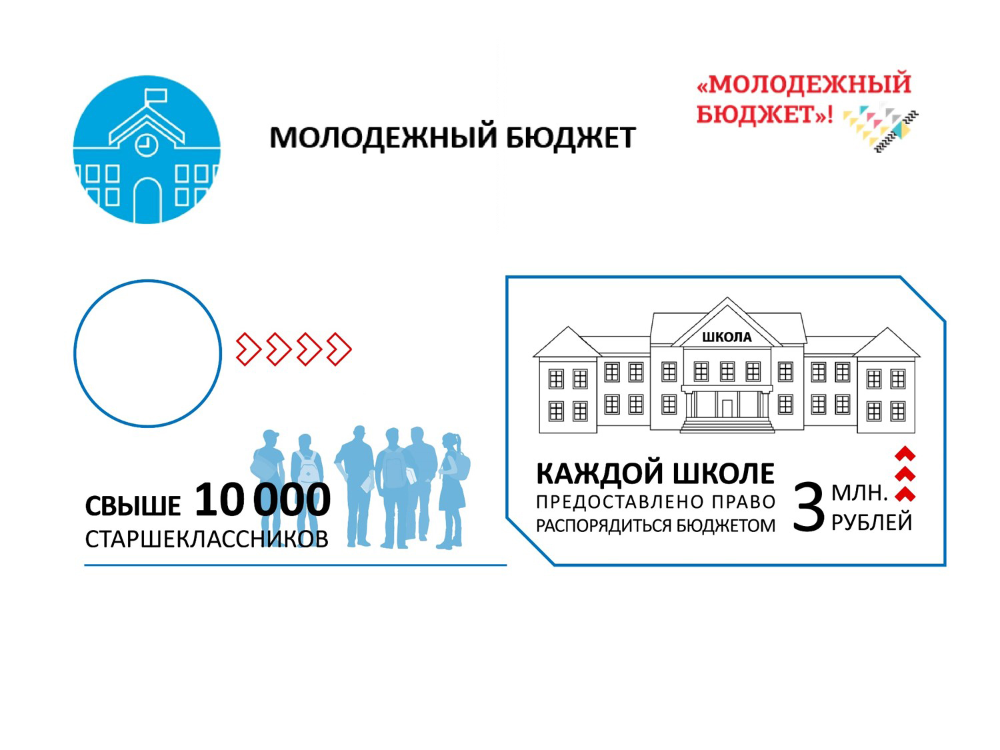 МОЛОДЕЖНЫЙ БЮДЖЕТ
«МОЛОДЕЖНЫЙ
БЮДЖЕТ»!
СВЫШЕ 10 000
СТАРШЕКЛАССНИКОВ
ШКОЛА
КАЖДОЙ ШКОЛЕ
ПРЕДОСТАВЛЕНО ПРАВО
РАСПОРЯДИТЬСЯ БЮДЖЕТОМ
3 МЛН.
РУБЛЕЙ